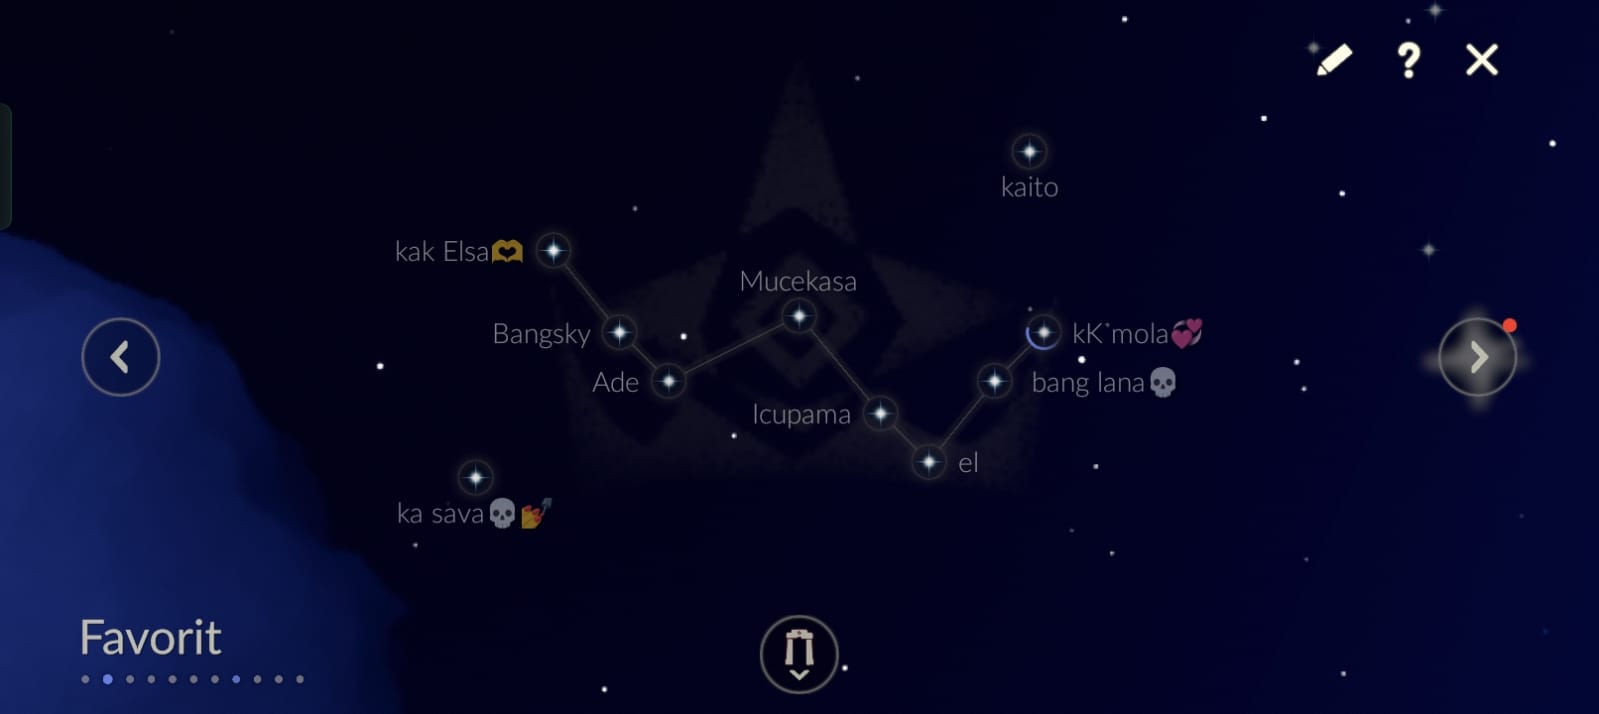 kaito
kak Elsa🫶
Mucekasa
Bangsky
kK˚mola💞
Ade
bang lana💀
Icupama
el
ka sava💀💅
Favorit